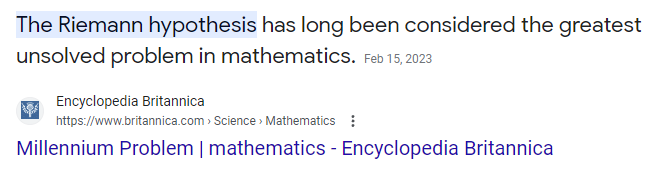 The Riemann hypothesis has long been considered the greatest
unsolved problem in mathematics. Feb 15, 2023
Encyclopedia Britannica
https://www.britannica.com › Science › Mathematics
Millennium Problem | mathematics - Encyclopedia Britannica